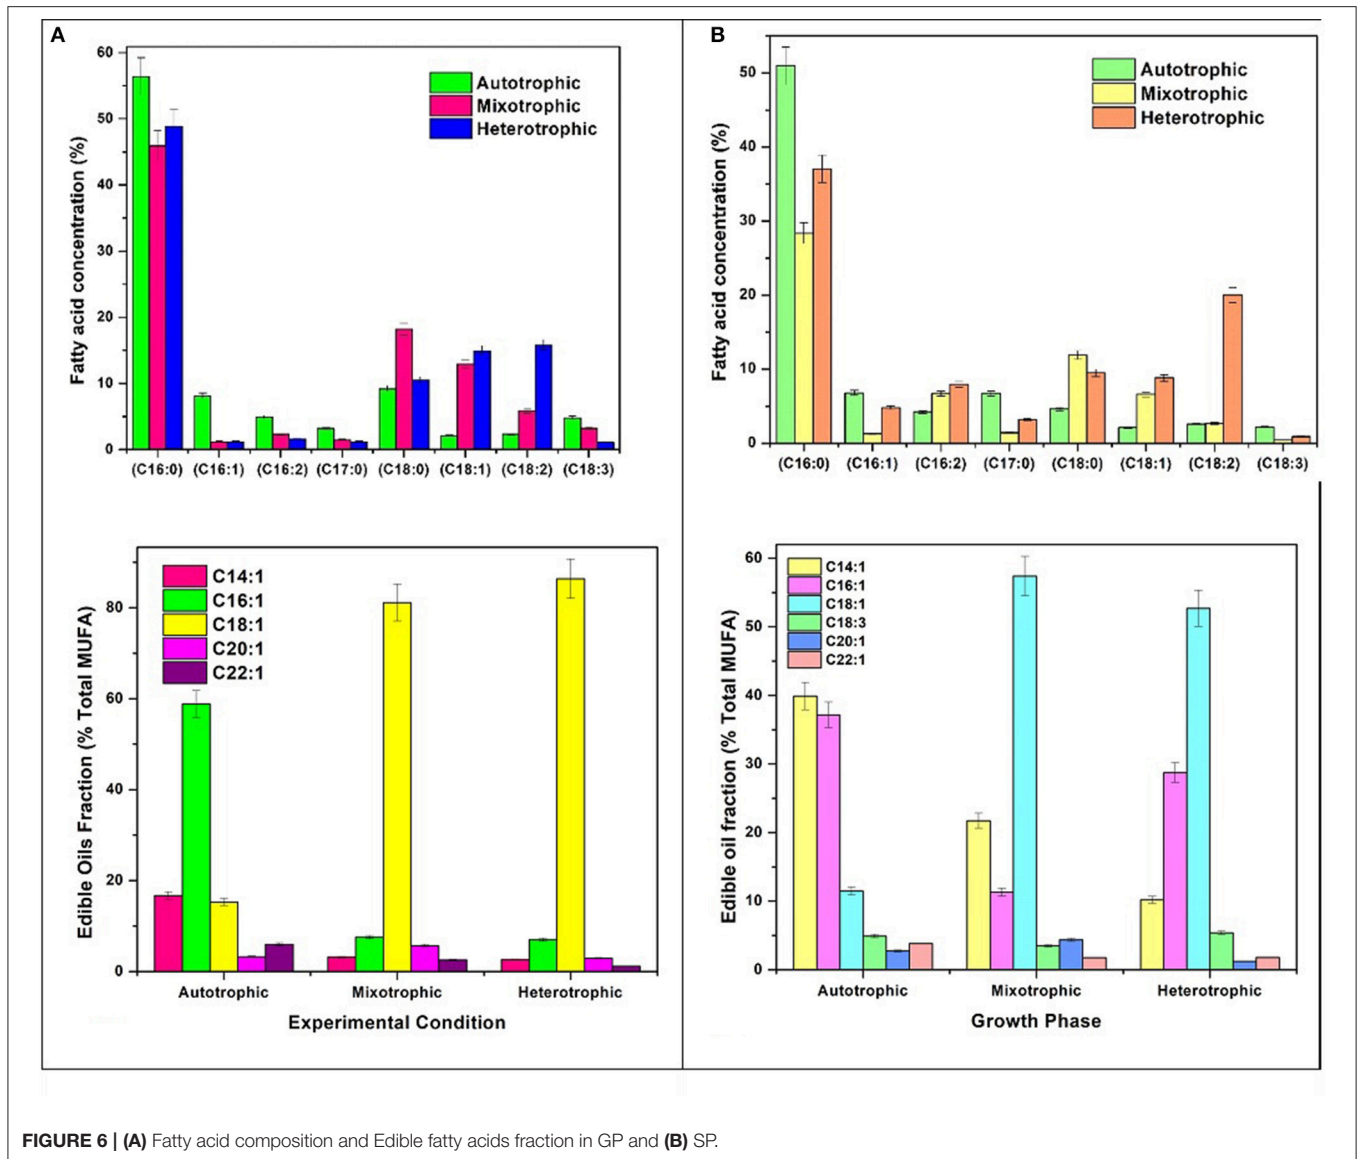 A
60
50
40
30
20
10
0
Fatty acid concentration (%)
Autotrophic
Mixotrophic
Heterotrophic
(C16:0) (C16:1) (C16:2) (C17:0) (C18:0) (C18:1) (C18:2) (C18:3)
80
60
40
20
0
Edible Oils Fraction (% Total MUFA)
C14:1
C16:1
C18:1
C20:1
C22:1
Autotrophic Mixotrophic Heterotrophic
Experimental Condition
B
50
40
30
20
10
0
Fatty acid concentration (%)
Autotrophic
Mixotrophic
Heterotrophic
(C16:0) (C16:1) (C16:2) (C17:0) (C18:0) (C18:1) (C18:2) (C18:3)
60
50
40
30
20
10
0
Edible oil fraction (% Total MUFA)
C14:1
C16:1
C18:1
C18:3
C20:1
C22:1
Autotrophic Mixotrophic Heterotrophic
Growth Phase
FIGURE 6 | (A) Fatty acid composition and Edible fatty acids fraction in GP and (B) SP.